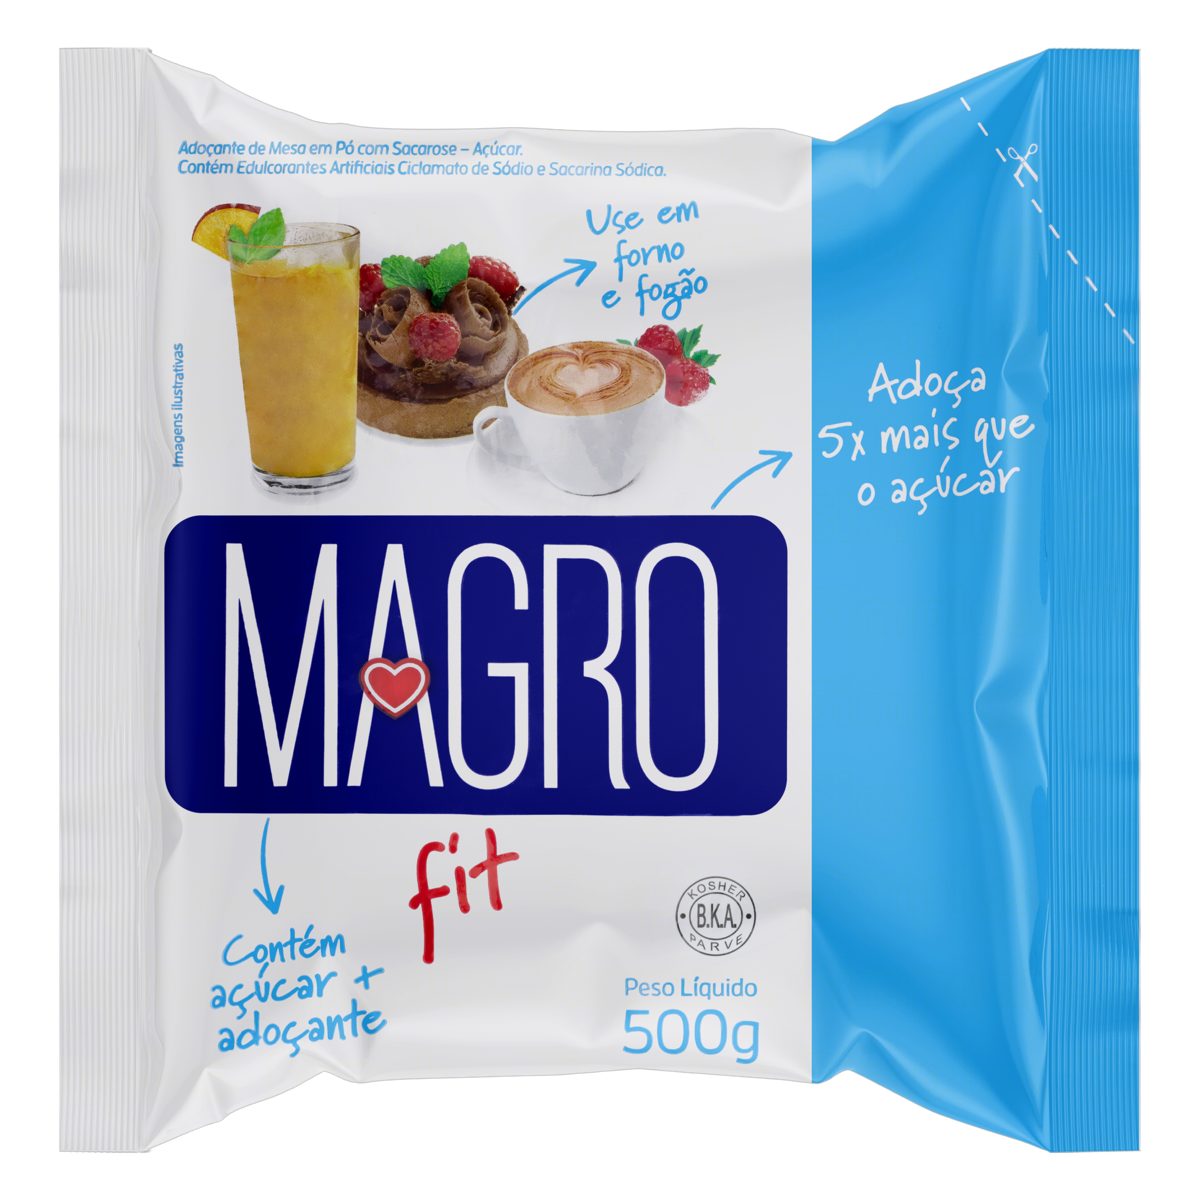 Adoçante de Mesa em Pó com Sacarose – Açúcar.
Contém Edulcorantes Artificiais Ciclamato de Sódio e Sacarina Sódica.
Use em
forno
e fogão
Imagens ilustrativas
Adoça
5x mais que
o açúcar
MAGRO
fit
Contém
açúcar +
adoçante
KOSHER
B.K.A.
PARVE
Peso Líquido
500g